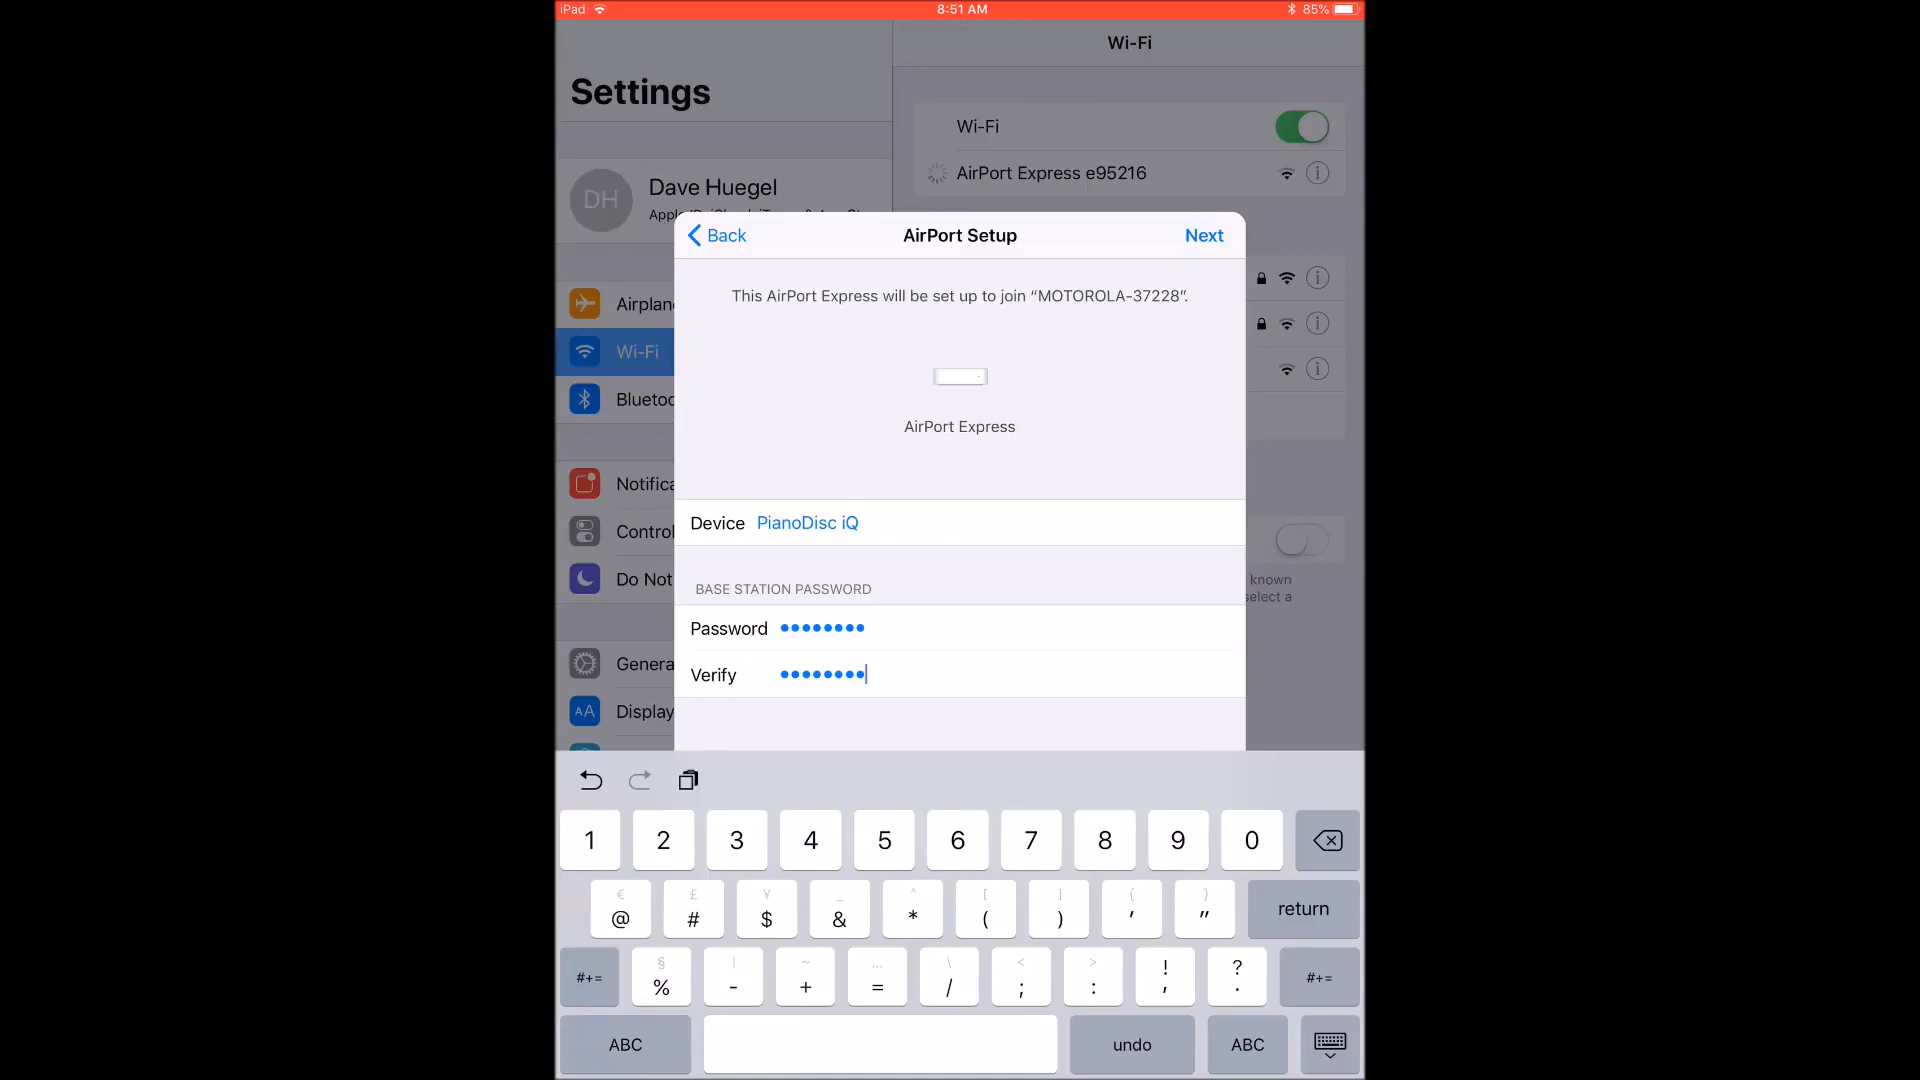 iPad
8:51 AM
85%
Settings
Wi-Fi
Wi-Fi
AirPort Express e95216
DH
Dave Huegel
Back
AirPort Setup
Next
This AirPort Express will be set up to join “MOTOROLA-37228”.
AirPort Express
Device PianoDisc iQ
BASE STATION PASSWORD
Password ●●●●●●●●
Verify ●●●●●●●●
Airplan
Wi-Fi
Bluetoo
Notifica
Control
Do Not
known
select a
Genera
AA Display
1 2 3 4 5 6 7 8 9 0
€ £ ¥ _ ^ [ ] { }
@ # $ & * ( ) ' " return
§ | ~ … \ < > ! ?
#+= % - + = / ; : , . #+=
ABC undo ABC